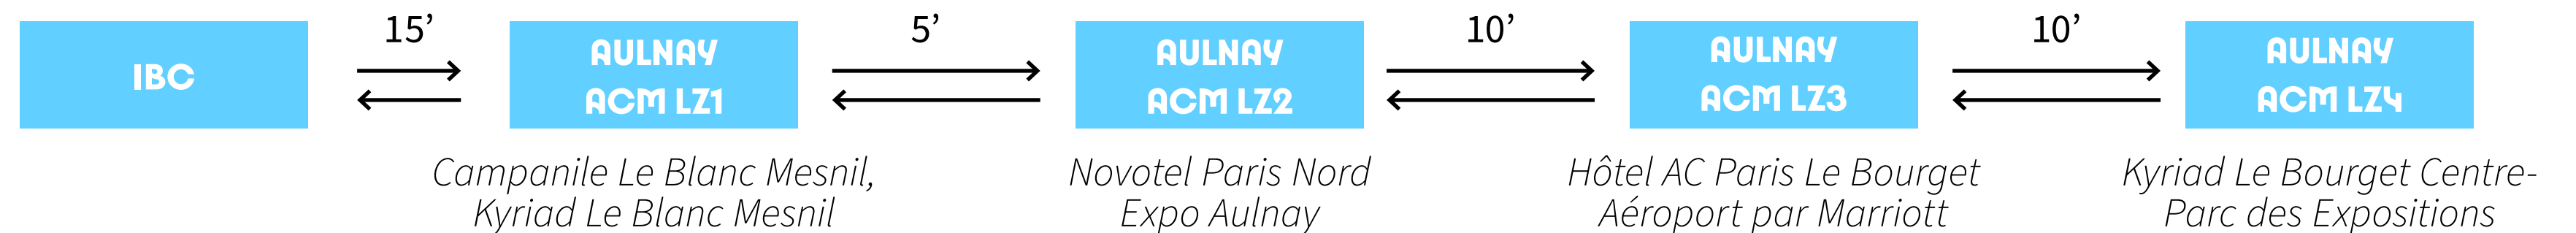 15’
5’
10’
10’
IBC
AULNAY
ACM LZ1
AULNAY
ACM LZ2
AULNAY
ACM LZ3
AULNAY
ACM LZ4
Campanile Le Blanc Mesnil,
Kyriad Le Blanc Mesnil
Novotel Paris Nord
Expo Aulnay
Hôtel AC Paris Le Bourget
Aéroport par Marriott
Kyriad Le Bourget Centre-
Parc des Expositions